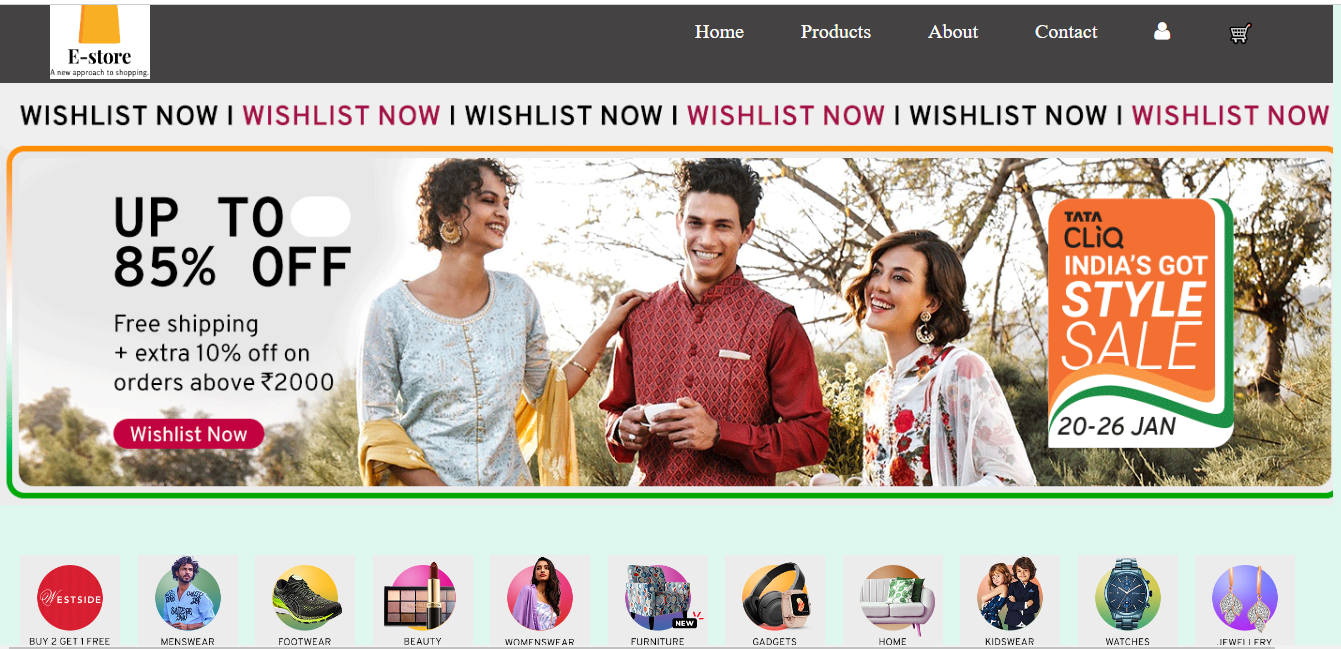 E-store
A new approach to shopping.
Home Products About Contact
WISHLIST NOW I WISHLIST NOW I WISHLIST NOW I WISHLIST NOW I WISHLIST NOW I WISHLIST NOW
UP TO
85% OFF
Free shipping
+ extra 10% off on
orders above ₹2000
Wishlist Now
TATA
CLiQ
INDIA'S GOT
STYLE
SALE
20-26 JAN
WESTSIDE
NEW
BUY 2 GET 1 FREE MENSWEAR FOOTWEAR BEAUTY WOMENSWEAR FURNITURE GADGETS HOME KIDSWEAR WATCHES JEWELLERY